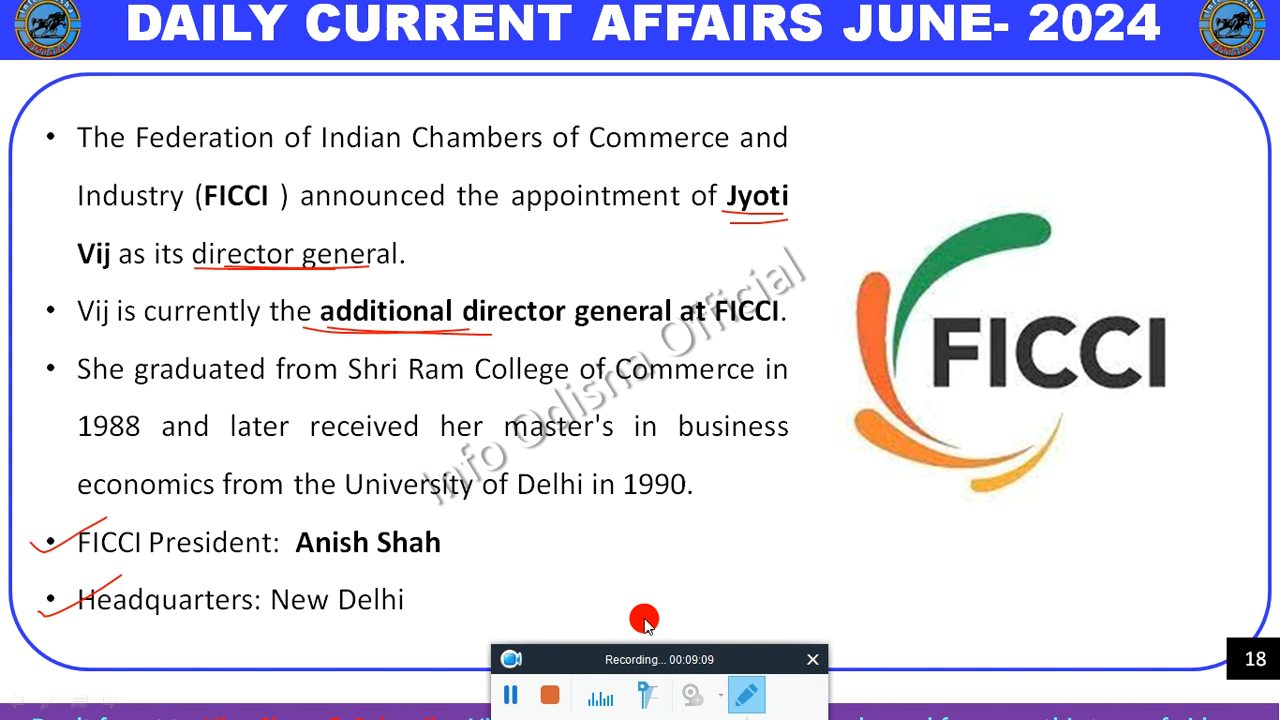 DAILY CURRENT AFFAIRS JUNE- 2024
• The Federation of Indian Chambers of Commerce and
Industry (FICCI ) announced the appointment of Jyoti
Vij as its director general.
• Vij is currently the additional director general at FICCI.
• She graduated from Shri Ram College of Commerce in
1988 and later received her master's in business
economics from the University of Delhi in 1990.
• FICCI President: Anish Shah
• Headquarters: New Delhi
FICCI
Info Odisha Official
Recording... 00:09:09
18